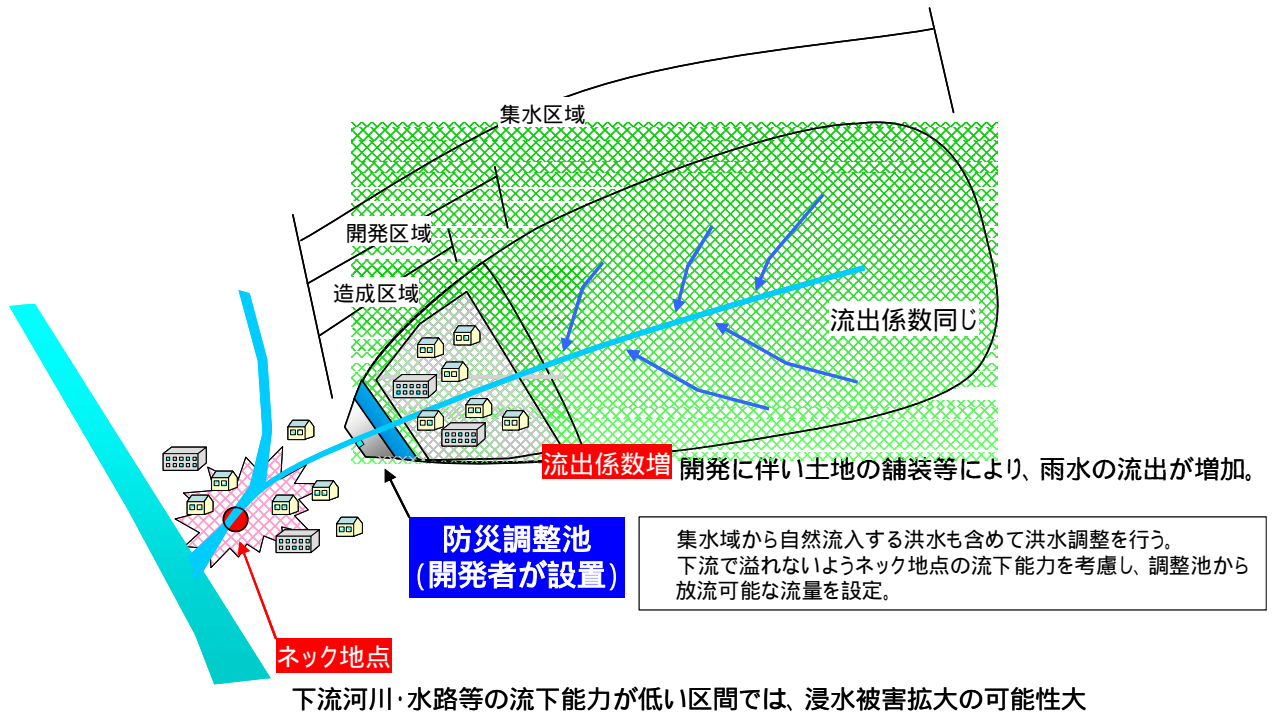 集水区域
開発区域
造成区域
流出係数同じ
流出係数増
開発に伴い土地の舗装等により、雨水の流出が増加。
防災調整池
(開発者が設置)
集水域から自然流入する洪水も含めて洪水調整を行う。
下流で溢れないようネック地点の流下能力を考慮し、調整池から
放流可能な流量を設定。
ネック地点
下流河川・水路等の流下能力が低い区間では、浸水被害拡大の可能性大